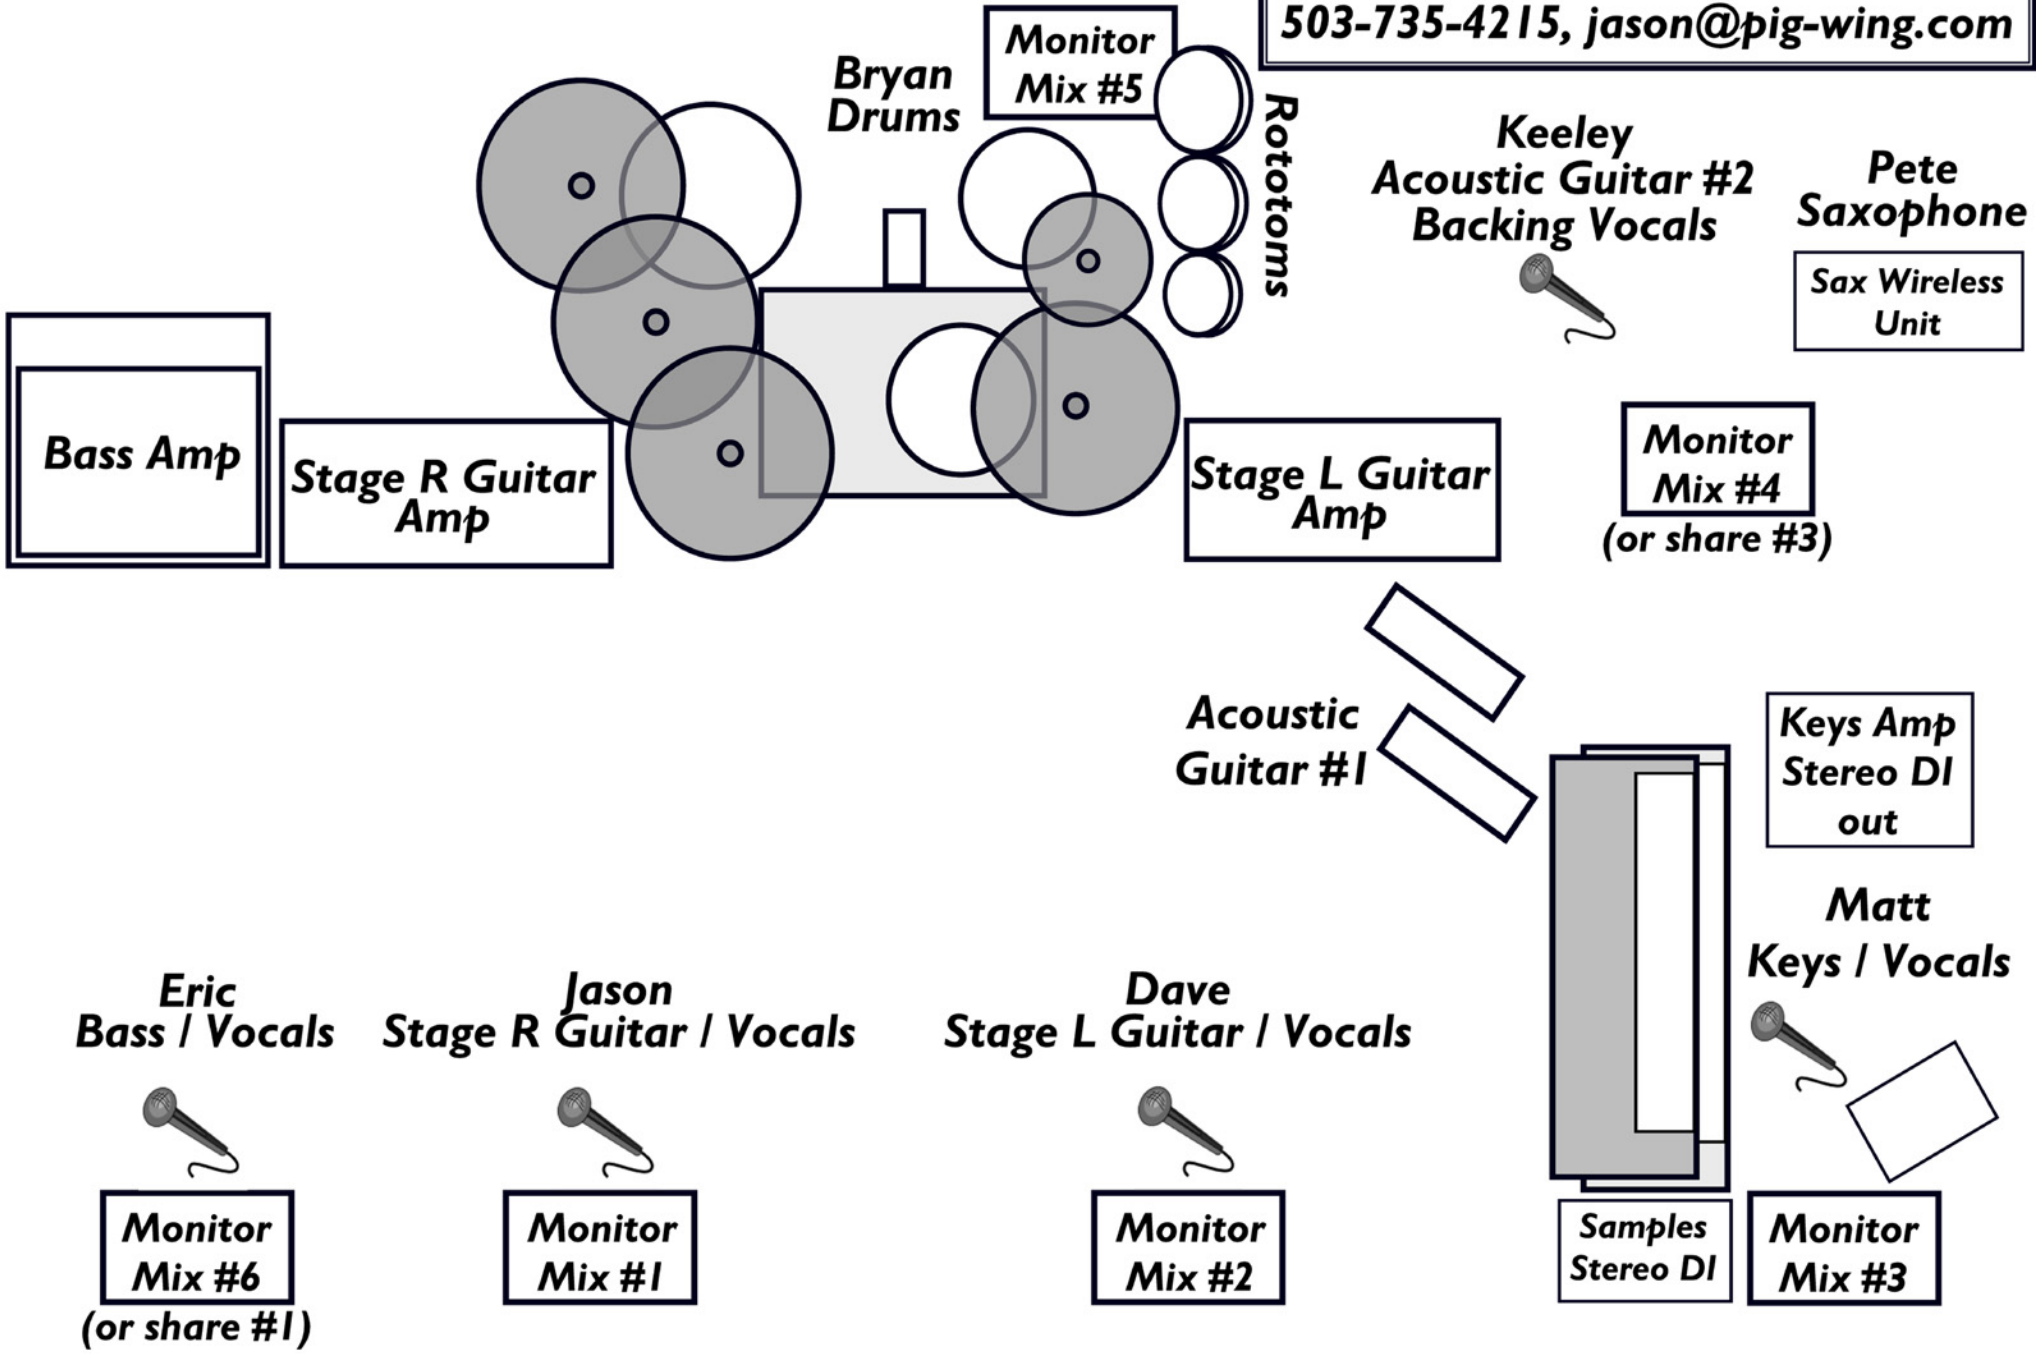 503-735-4215, jason@pig-wing.com
Monitor
Mix #5
Bryan
Drums
Rototoms
Keeley
Acoustic Guitar #2
Backing Vocals
Pete
Saxophone
Sax Wireless
Unit
Bass Amp
Stage R Guitar
Amp
Stage L Guitar
Amp
Monitor
Mix #4
(or share #3)
Acoustic
Guitar #1
Keys Amp
Stereo DI
out
Matt
Keys / Vocals
Eric
Bass / Vocals
Jason
Stage R Guitar / Vocals
Dave
Stage L Guitar / Vocals
Monitor
Mix #6
(or share #1)
Monitor
Mix #1
Monitor
Mix #2
Samples
Stereo DI
Monitor
Mix #3